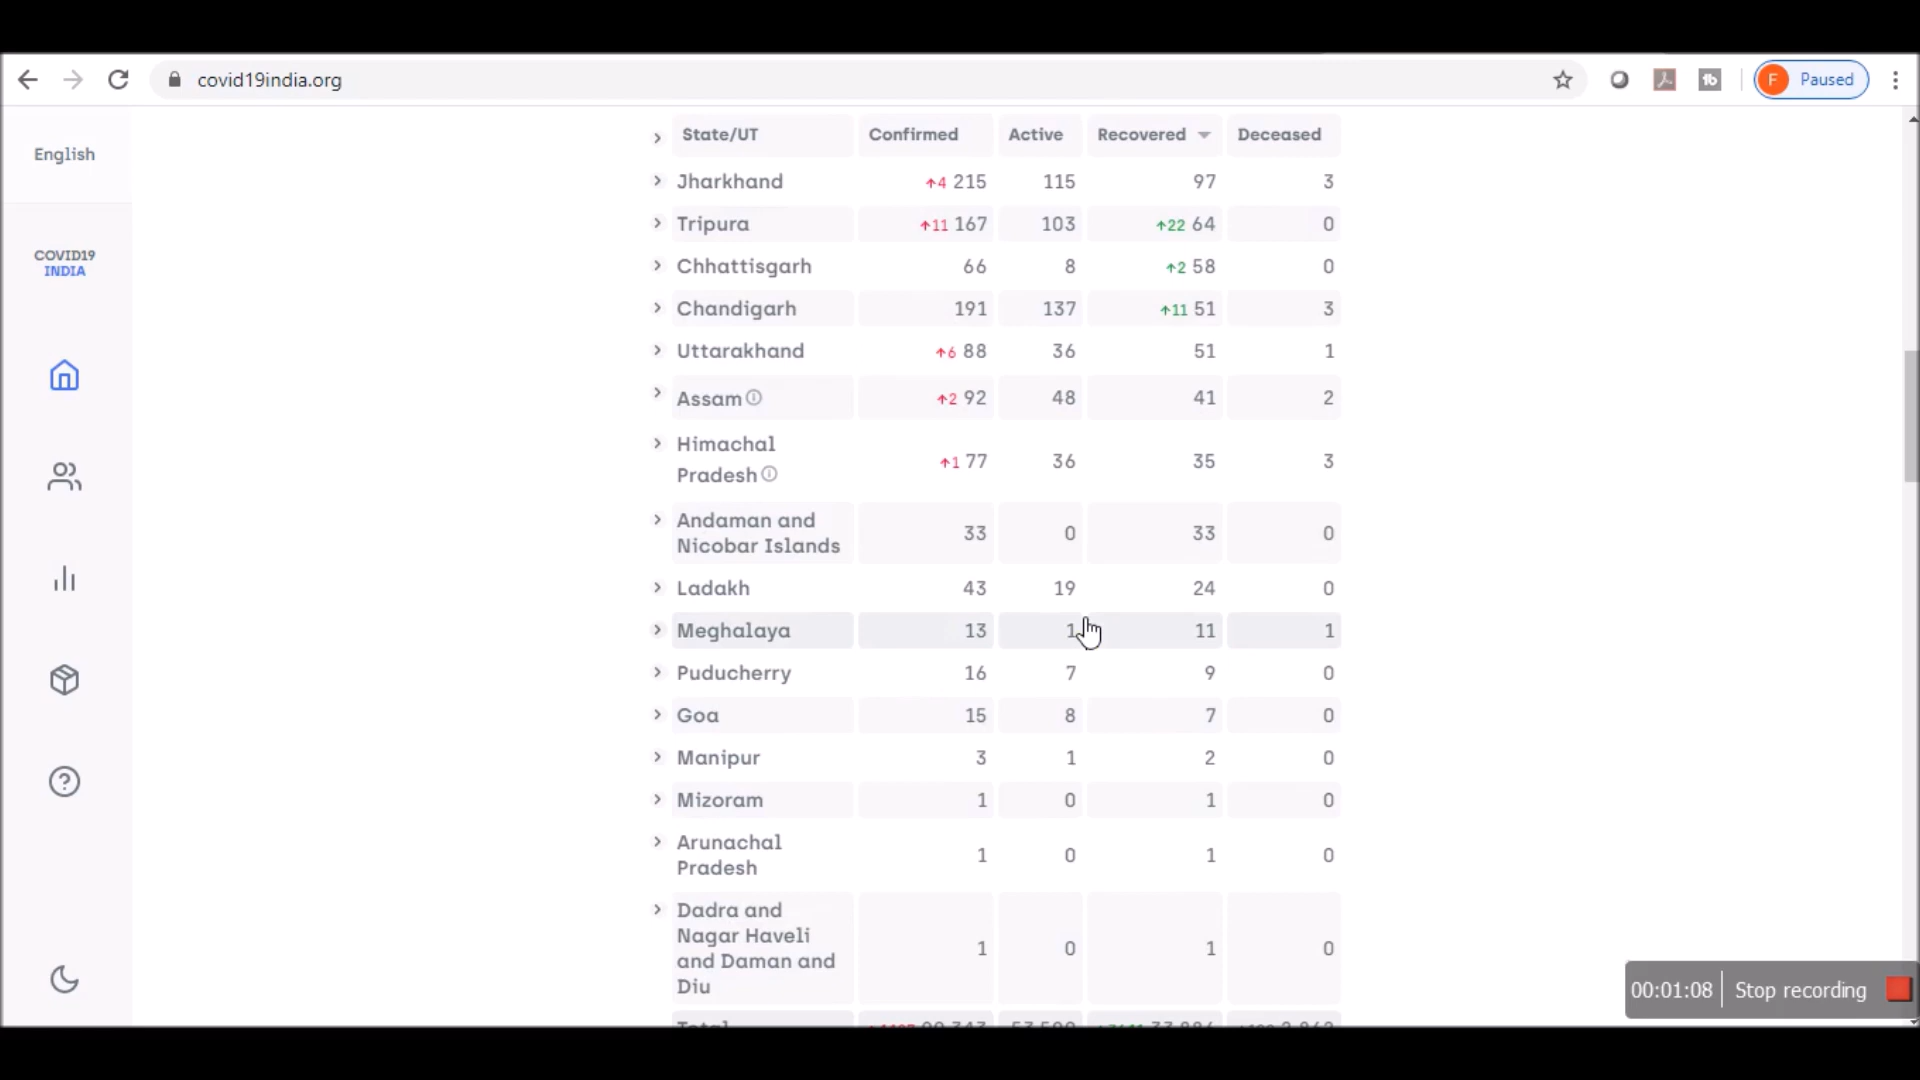 covid19india.org
F Paused
English
COVID19
INDIA
State/UT Confirmed Active Recovered Deceased
Jharkhand ↑4 215 115 97 3
Tripura ↑11 167 103 ↑22 64 0
Chhattisgarh 66 8 ↑2 58 0
Chandigarh 191 137 ↑11 51 3
Uttarakhand ↑6 88 36 51 1
Assam ↑2 92 48 41 2
Himachal
Pradesh ↑1 77 36 35 3
Andaman and
Nicobar Islands 33 0 33 0
Ladakh 43 19 24 0
Meghalaya 13 1 11 1
Puducherry 16 7 9 0
Goa 15 8 7 0
Manipur 3 1 2 0
Mizoram 1 0 1 0
Arunachal
Pradesh 1 0 1 0
Dadra and
Nagar Haveli
and Daman and
Diu 1 0 1 0
Total
00:01:08 Stop recording